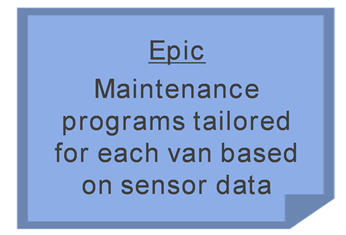 Epic
Maintenance
programs tailored
for each van based
on sensor data